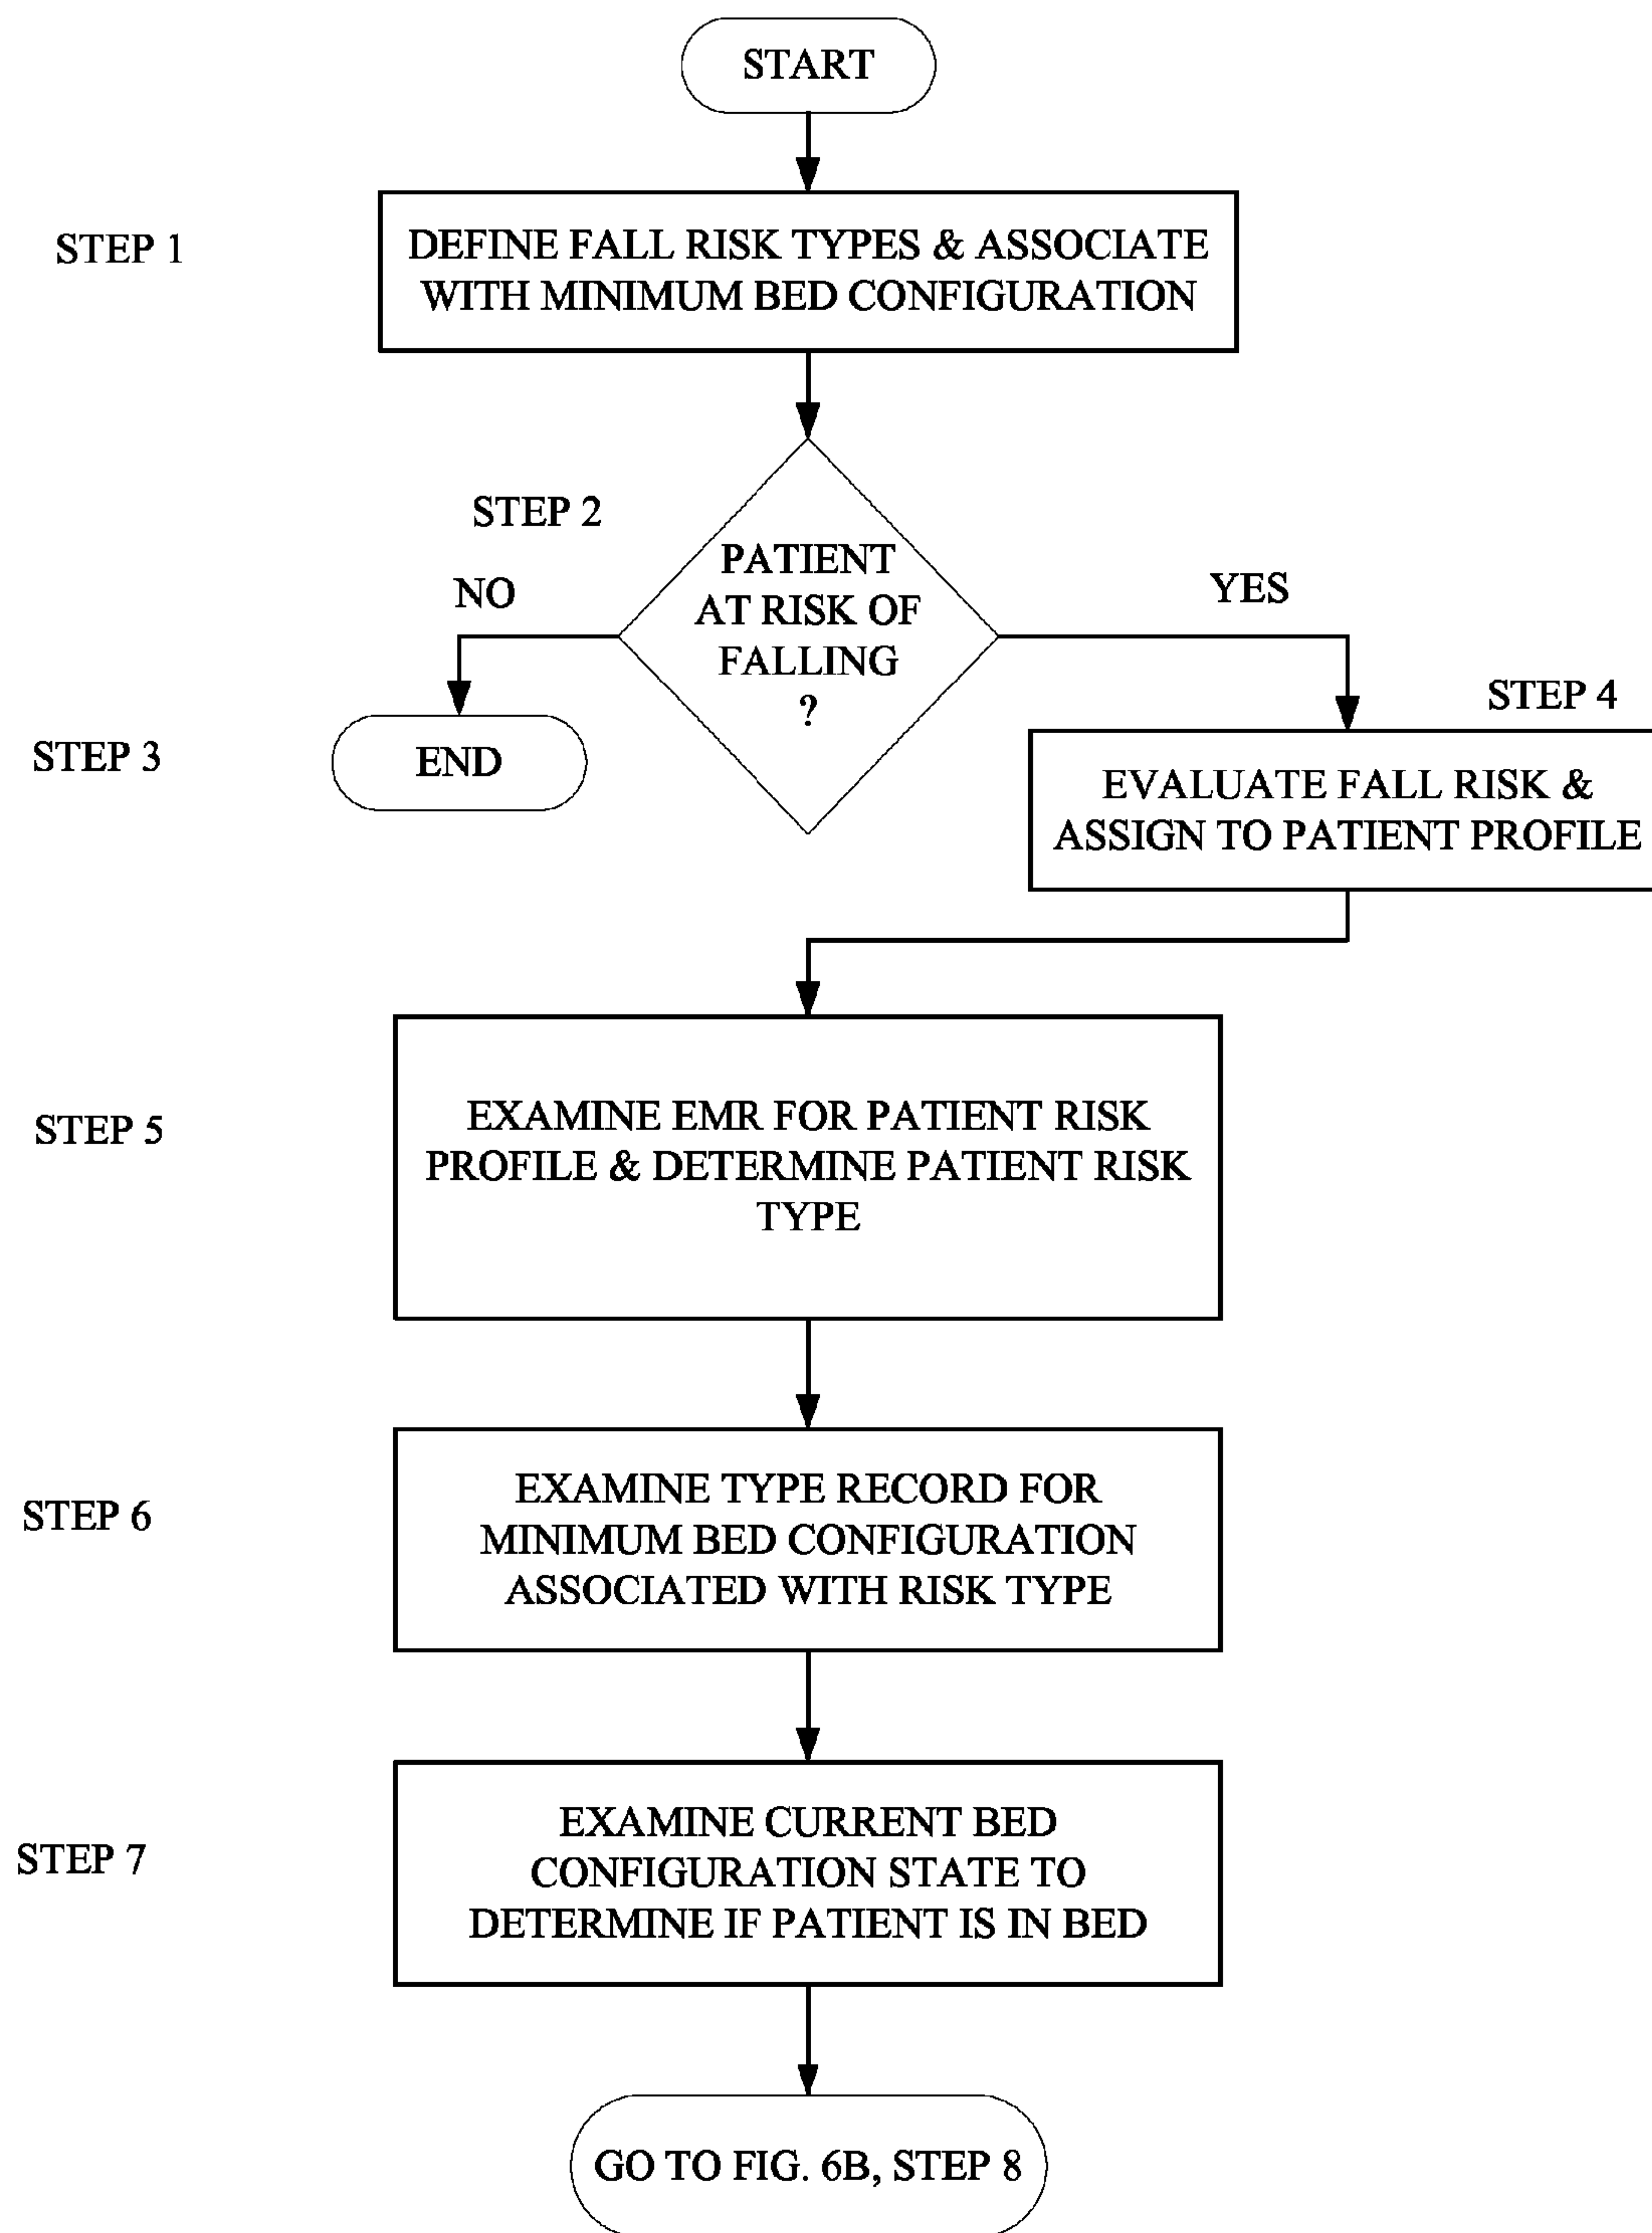 START
STEP 1
DEFINE FALL RISK TYPES & ASSOCIATE
WITH MINIMUM BED CONFIGURATION
STEP 2
PATIENT
AT RISK OF
FALLING
?
NO
YES
STEP 3
END
STEP 4
EVALUATE FALL RISK &
ASSIGN TO PATIENT PROFILE
STEP 5
EXAMINE EMR FOR PATIENT RISK
PROFILE & DETERMINE PATIENT RISK
TYPE
STEP 6
EXAMINE TYPE RECORD FOR
MINIMUM BED CONFIGURATION
ASSOCIATED WITH RISK TYPE
STEP 7
EXAMINE CURRENT BED
CONFIGURATION STATE TO
DETERMINE IF PATIENT IS IN BED
GO TO FIG. 6B, STEP 8